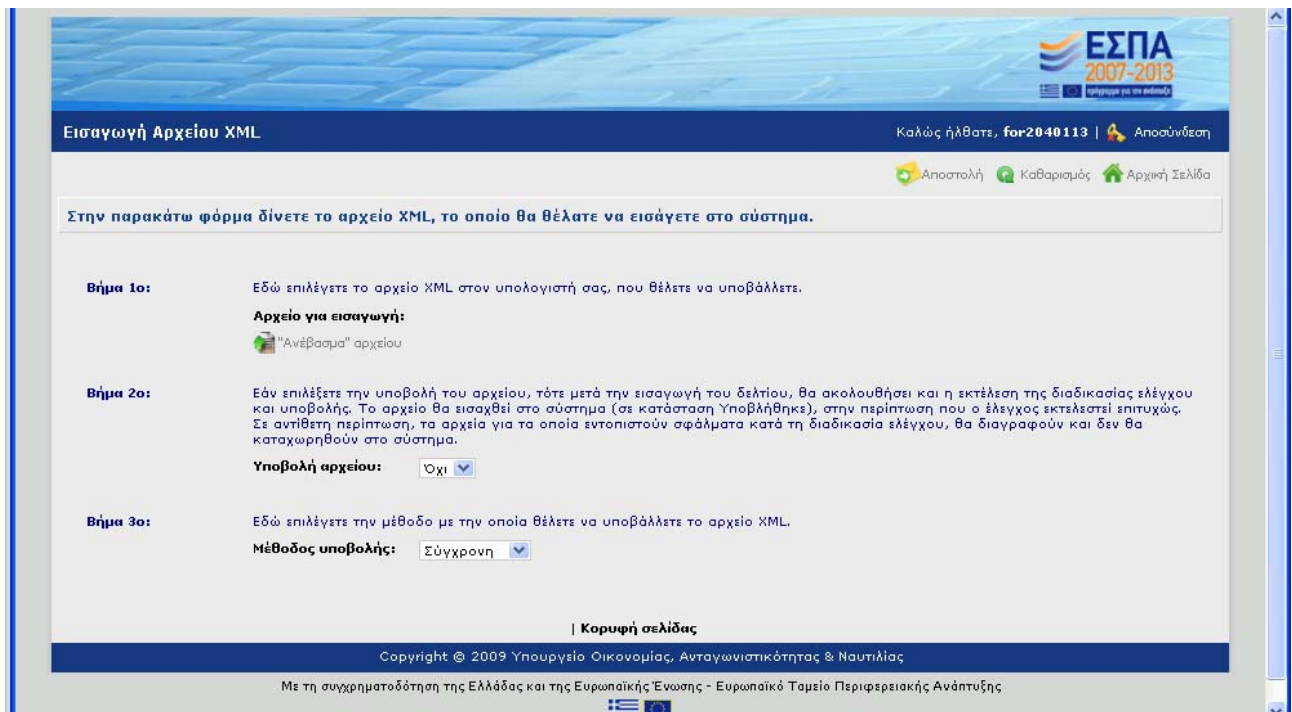 ΕΣΠΑ
2007-2013
πρόγραμμα για την ανάπτυξη
Εισαγωγή Αρχείου XML
Καλώς ήλθατε, for2040113 | Αποσύνδεση
Αποστολή Καθαρισμός Αρχική Σελίδα
Στην παρακάτω φόρμα δίνετε το αρχείο XML, το οποίο θα θέλατε να εισάγετε στο σύστημα.
Βήμα 1ο: Εδώ επιλέγετε το αρχείο XML στον υπολογιστή σας, που θέλετε να υποβάλλετε.
Αρχείο για εισαγωγή:
"Ανέβασμα" αρχείου
Βήμα 2ο: Εάν επιλέξετε την υποβολή του αρχείου, τότε μετά την εισαγωγή του δελτίου, θα ακολουθήσει και η εκτέλεση της διαδικασίας ελέγχου
και υποβολής. Το αρχείο θα εισαχθεί στο σύστημα (σε κατάσταση Υποβλήθηκε), στην περίπτωση που ο έλεγχος εκτελεστεί επιτυχώς.
Σε αντίθετη περίπτωση, τα αρχεία για τα οποία εντοπιστούν σφάλματα κατά τη διαδικασία ελέγχου, θα διαγραφούν και δεν θα
καταχωρηθούν στο σύστημα.
Υποβολή αρχείου: Όχι
Βήμα 3ο: Εδώ επιλέγετε την μέθοδο με την οποία θέλετε να υποβάλλετε το αρχείο XML.
Μέθοδος υποβολής: Σύγχρονη
| Κορυφή σελίδας
Copyright © 2009 Υπουργείο Οικονομίας, Ανταγωνιστικότητας & Ναυτιλίας
Με τη συγχρηματοδότηση της Ελλάδας και της Ευρωπαϊκής Ένωσης - Ευρωπαϊκό Ταμείο Περιφερειακής Ανάπτυξης